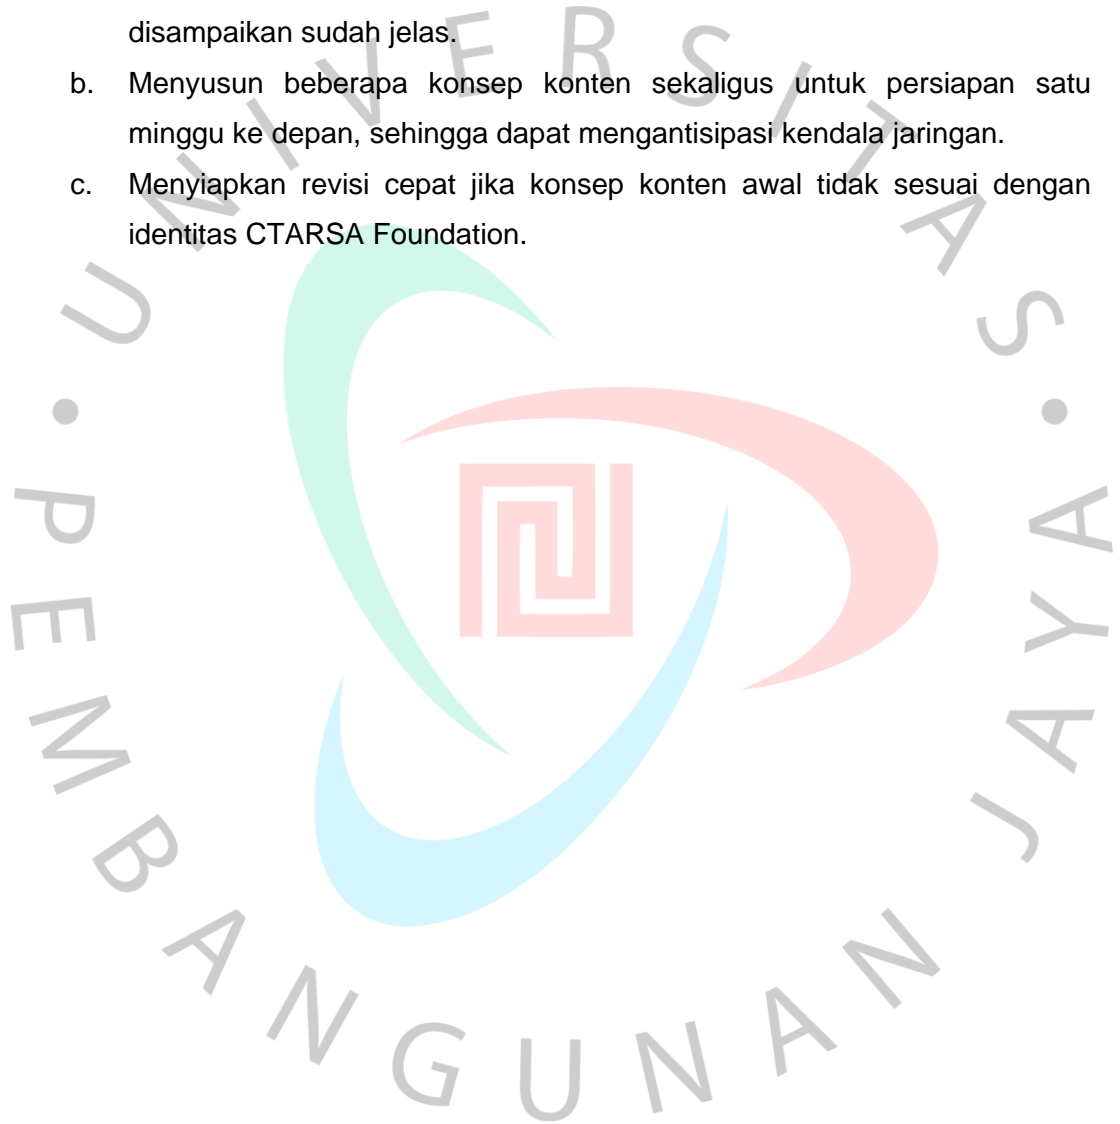 disampaikan sudah jelas.
b. Menyusun beberapa konsep konten sekaligus untuk persiapan satu
minggu ke depan, sehingga dapat mengantisipasi kendala jaringan.
c. Menyiapkan revisi cepat jika konsep konten awal tidak sesuai dengan
identitas CTARSA Foundation.
UNIVERSITAS
• PEMBANGUNAN JAYA •